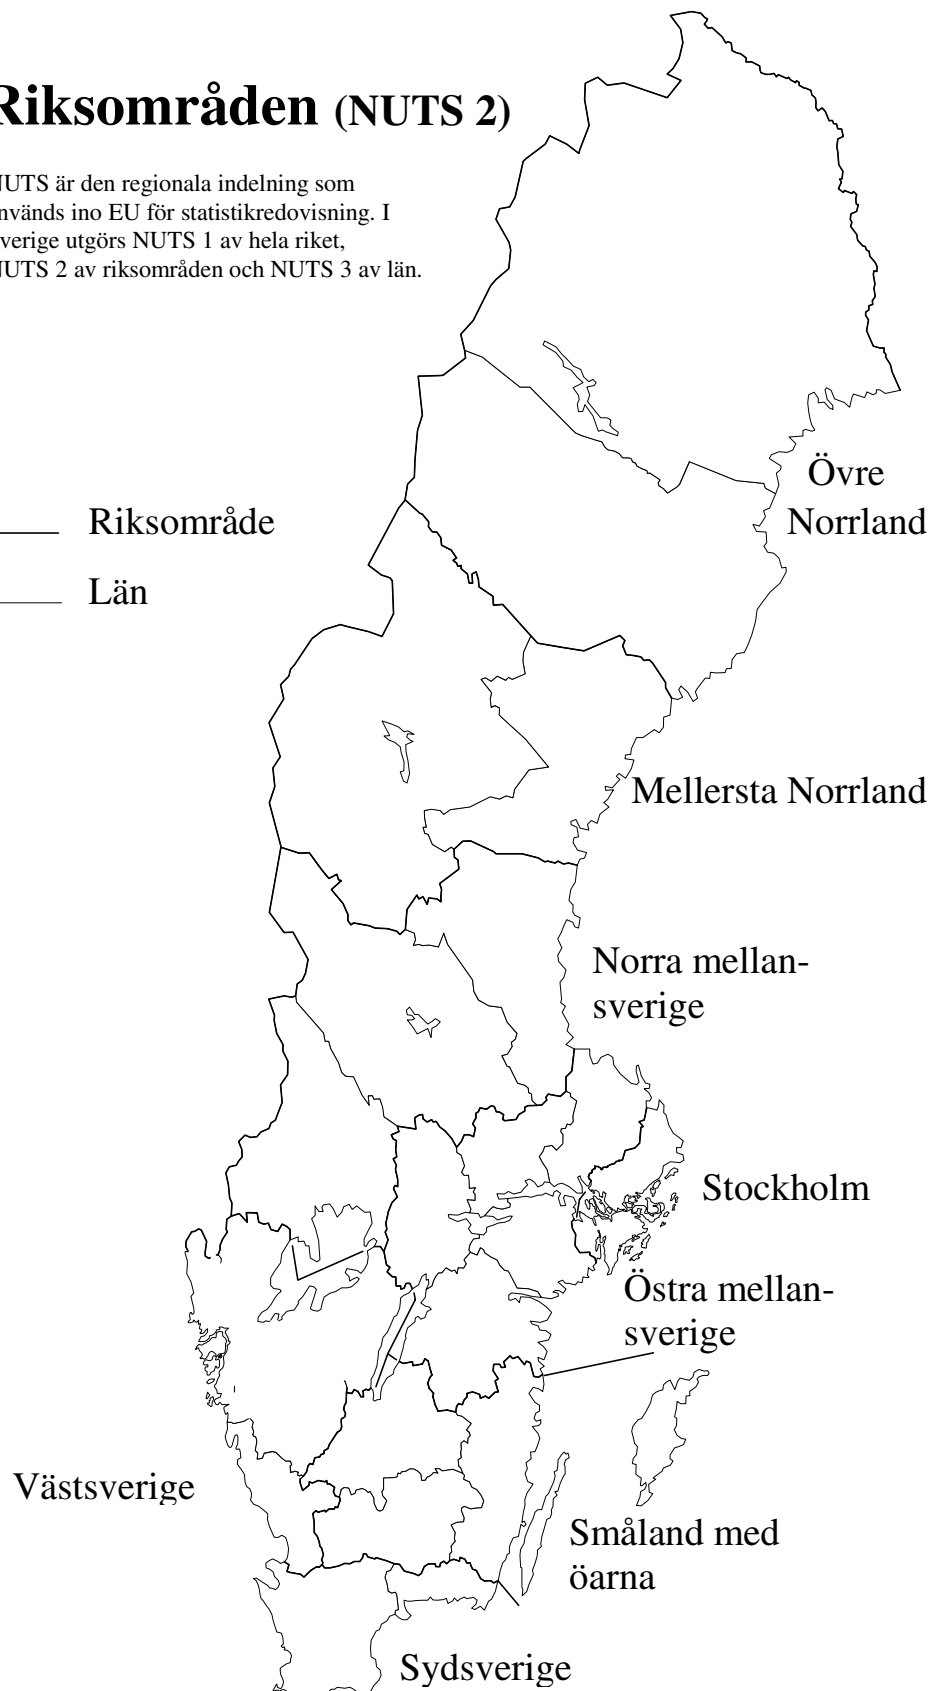 Riksområden (NUTS 2)
NUTS är den regionala indelning som
nvänds ino EU för statistikredovisning. I
verige utgörs NUTS 1 av hela riket,
NUTS 2 av riksområden och NUTS 3 av län.
Övre
Norrland
Riksområde
Län
Mellersta Norrland
Norra mellan-
sverige
Stockholm
Östra mellan-
sverige
Västsverige
Småland med
öarna
Sydsverige